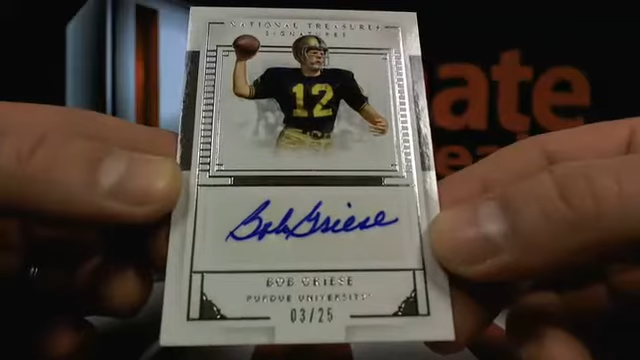 NATIONAL TREASURES
SIGNATURES
12
Bob Griese
BOB GRIESE
PURDUE UNIVERSITY
03/25